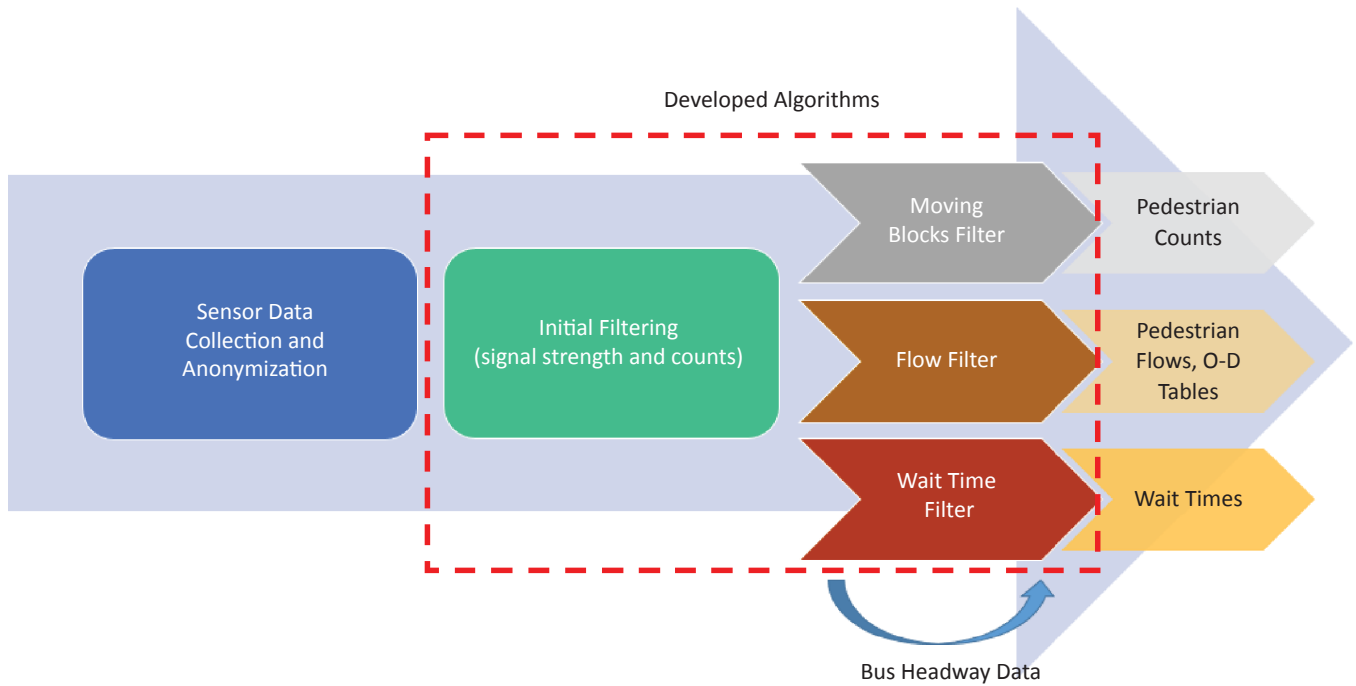 Developed Algorithms
Sensor Data
Collection and
Anonymization
Initial Filtering
(signal strength and counts)
Moving
Blocks Filter
Pedestrian
Counts
Flow Filter
Pedestrian
Flows, O-D
Tables
Wait Time
Filter
Wait Times
Bus Headway Data